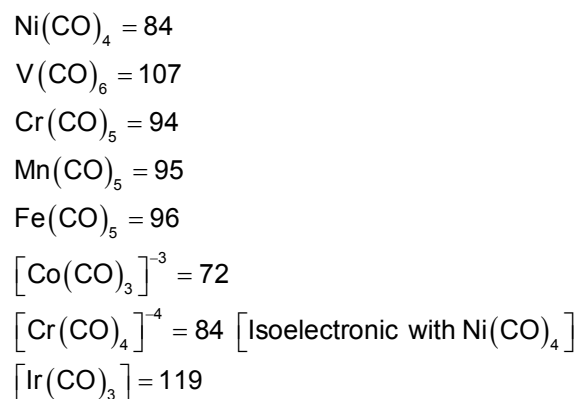 Ni(CO)₄ = 84
V(CO)₆ = 107
Cr(CO)₅ = 94
Mn(CO)₅ = 95
Fe(CO)₅ = 96
[Co(CO)₃]⁻³ = 72
[Cr(CO)₄]⁻⁴ = 84 [Isoelectronic with Ni(CO)₄]
[Ir(CO)₃] = 119